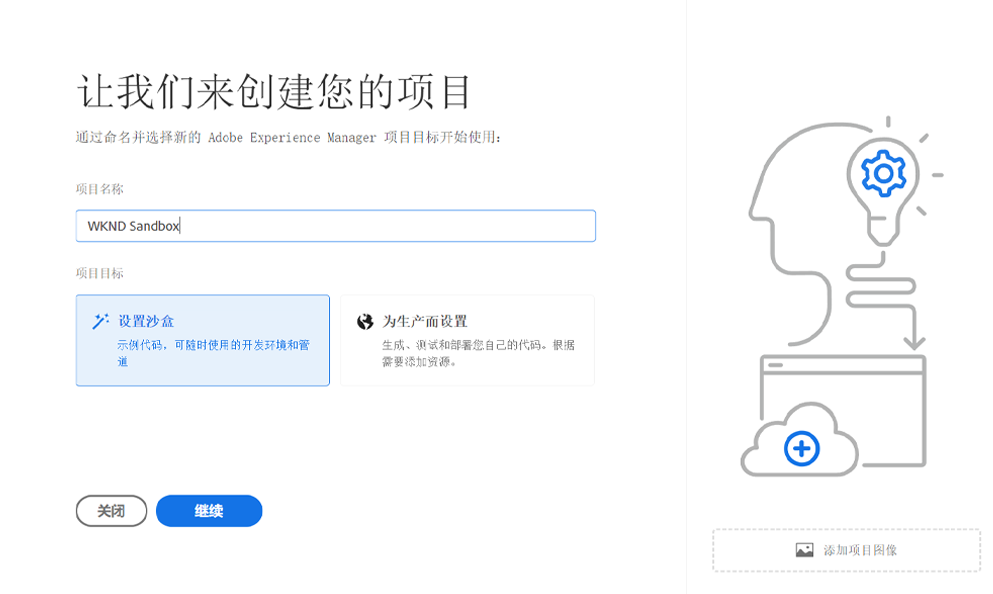 让我们来创建您的项目
通过命名并选择新的 Adobe Experience Manager 项目目标开始使用:
项目名称
WKND Sandbox
项目目标
设置沙盒
示例代码, 可随时使用的开发环境和管
道
为生产而设置
生成、测试和部署您自己的代码。根据
需要添加资源。
关闭
继续
添加项目图像